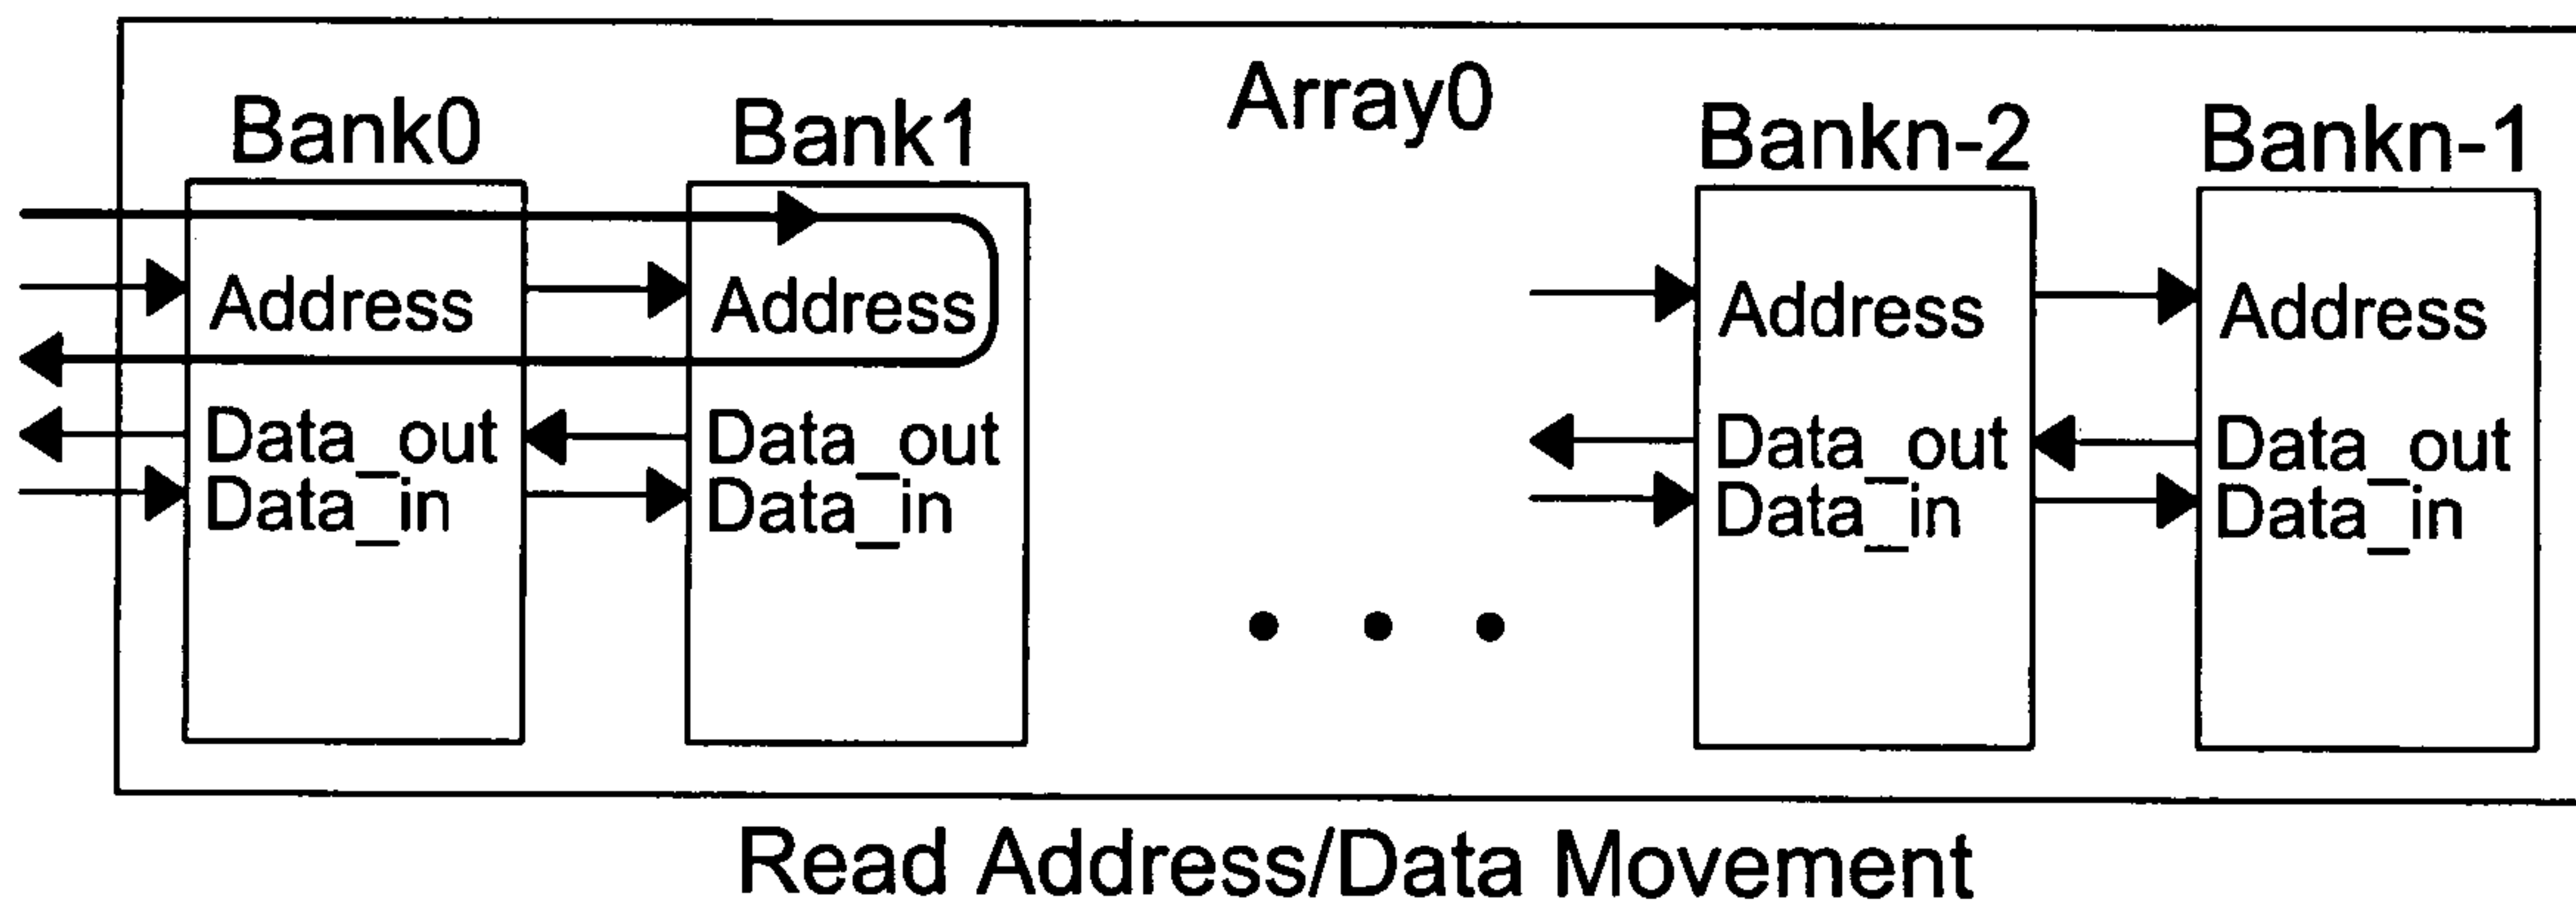 Array0
Bank0 Bank1 Bankn-2 Bankn-1
Address Address Address Address
Data_out Data_out Data_out Data_out
Data_in Data_in Data_in Data_in
Read Address/Data Movement